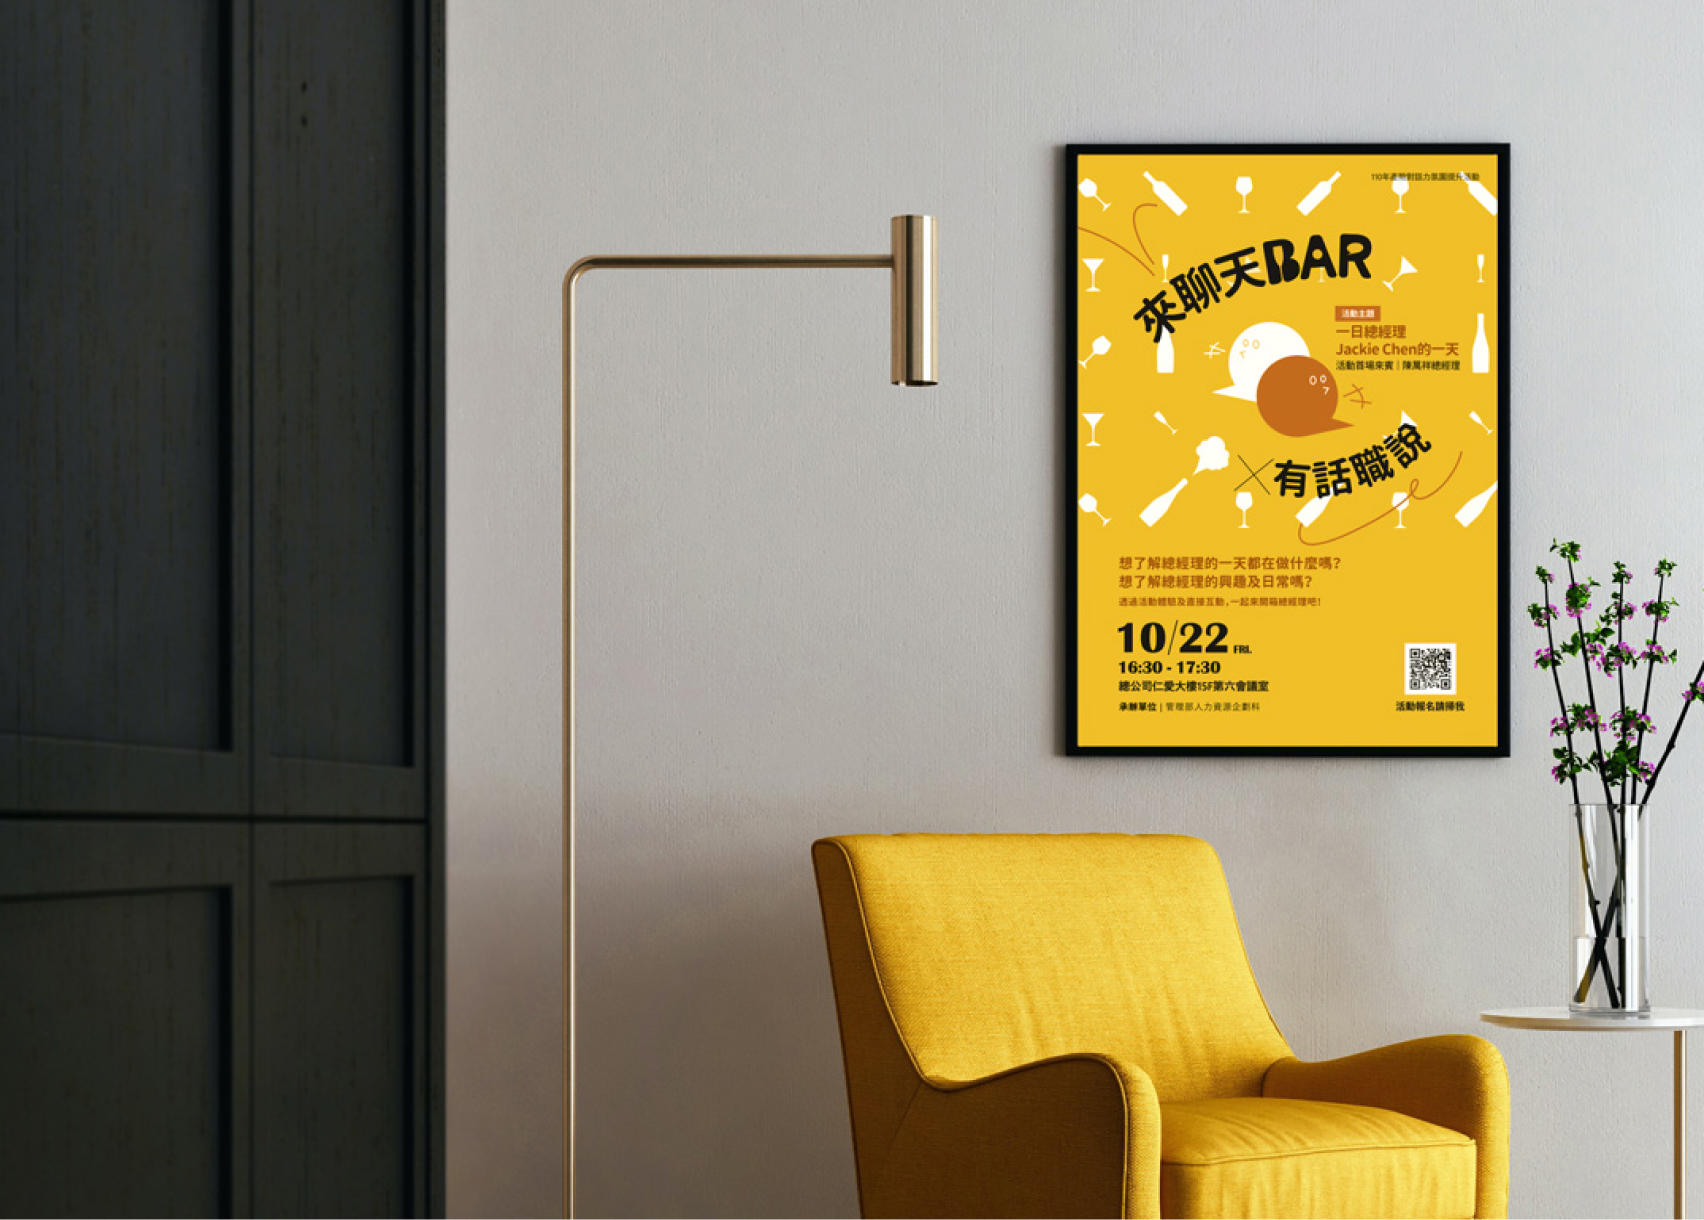 110年產險對話力氛圍提升活動
來聊天BAR
活動主題
一日總經理
Jackie Chen的一天
活動首場來賓｜陳萬祥總經理
×有話職說
想了解總經理的一天都在做什麼嗎?
想了解總經理的興趣及日常嗎?
透過活動體驗及直接互動,一起來開箱總經理吧!
10/22 FRI.
16:30 - 17:30
總公司仁愛大樓15F第六會議室
承辦單位｜管理部人力資源企劃科
活動報名請掃我